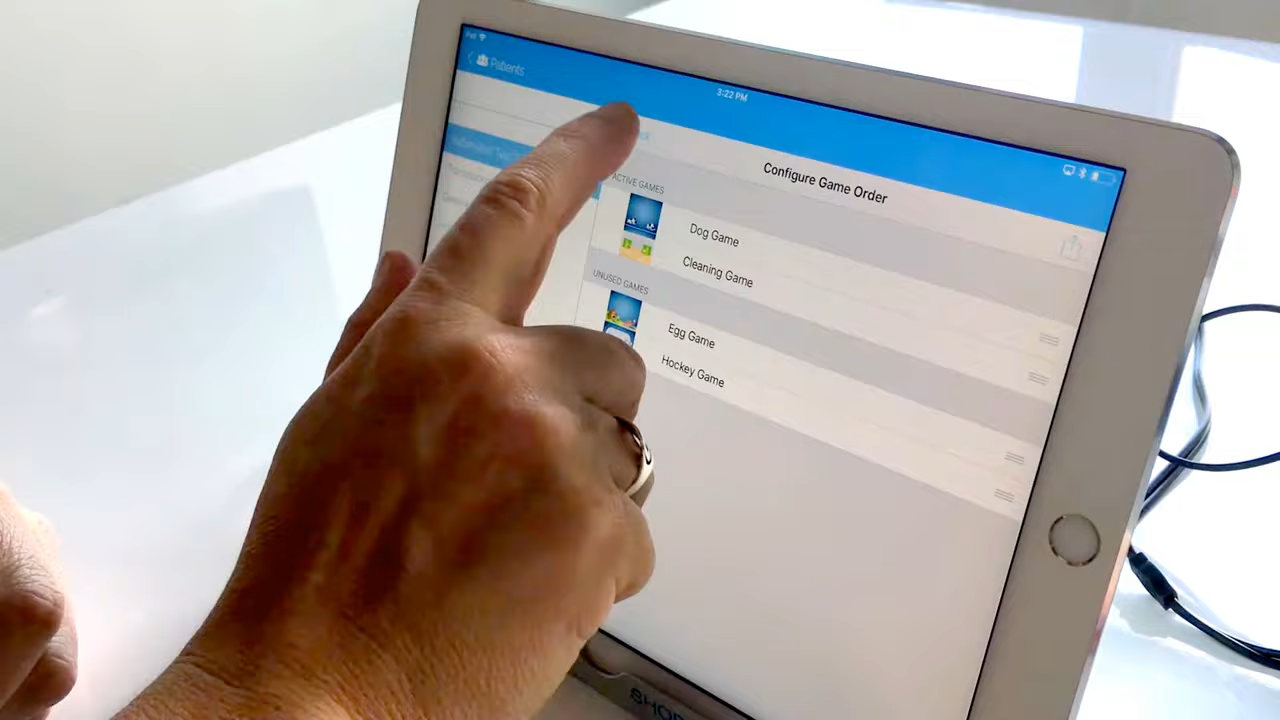 iPad
Patients
3:22 PM
Configure Game Order
ACTIVE GAMES
Dog Game
Cleaning Game
UNUSED GAMES
Egg Game
Hockey Game